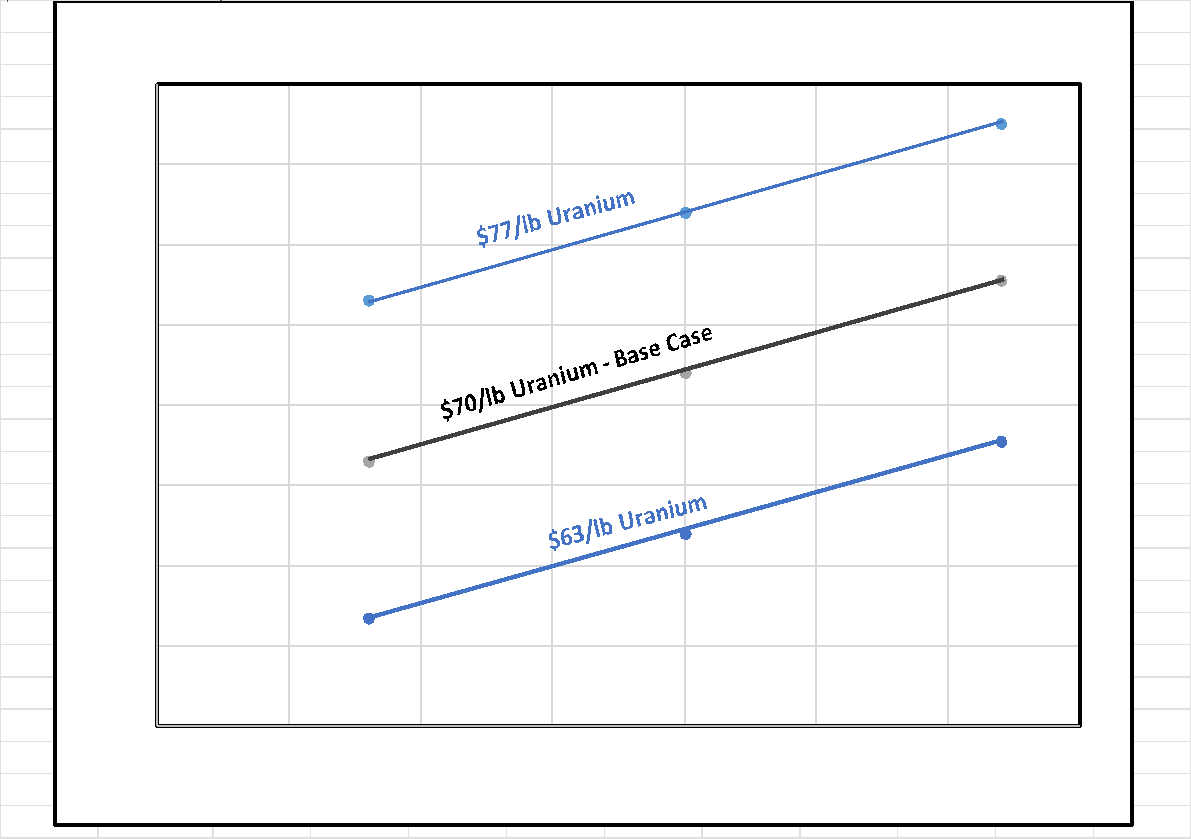 $77/lb Uranium
$70/lb Uranium - Base Case
$63/lb Uranium